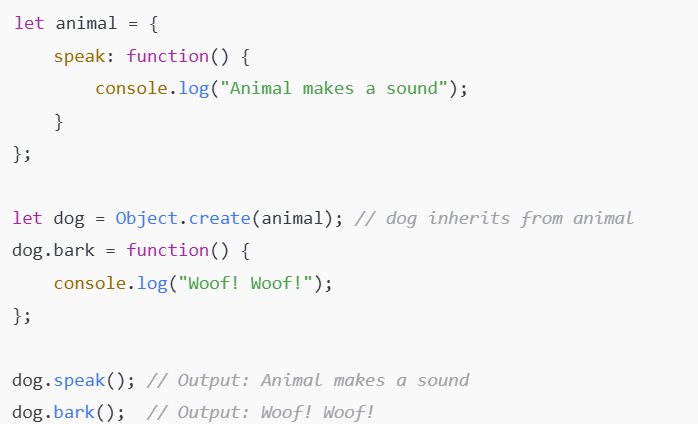 let animal = {
    speak: function() {
        console.log("Animal makes a sound");
    }
};

let dog = Object.create(animal); // dog inherits from animal
dog.bark = function() {
    console.log("Woof! Woof!");
};

dog.speak(); // Output: Animal makes a sound
dog.bark();  // Output: Woof! Woof!